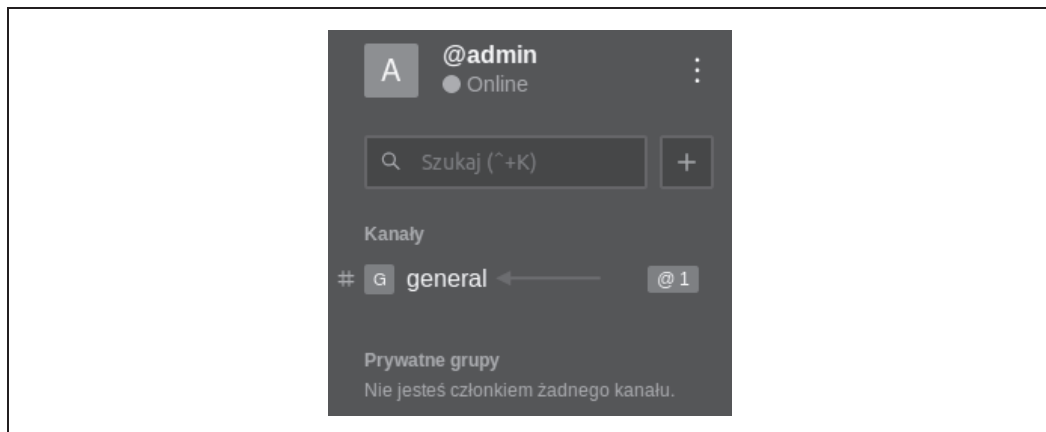 A
@admin
Online
Szukaj (^+K)
+
Kanały
# G general @ 1
Prywatne grupy
Nie jesteś członkiem żadnego kanału.